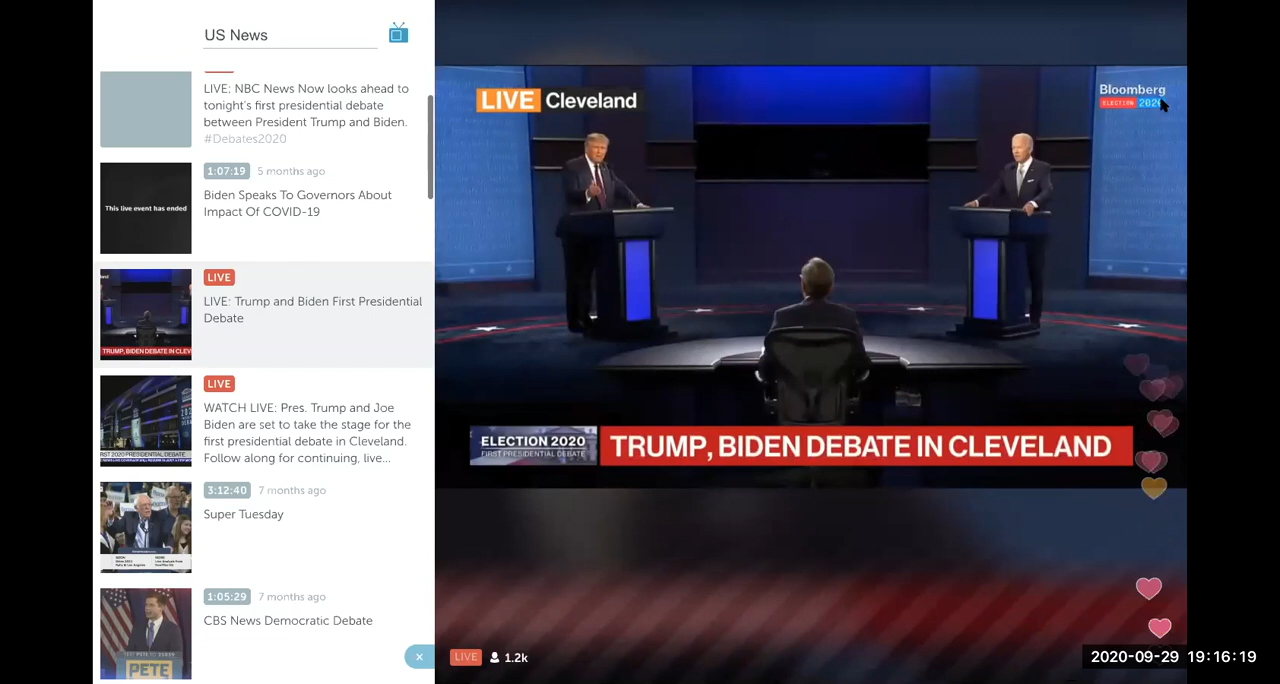 US News
LIVE: NBC News Now looks ahead to
tonight's first presidential debate
between President Trump and Biden.
#Debates2020
1:07:19 5 months ago
Biden Speaks To Governors About
Impact Of COVID-19
This live event has ended
LIVE
LIVE: Trump and Biden First Presidential
Debate
TRUMP, BIDEN DEBATE IN CLEV
LIVE
WATCH LIVE: Pres. Trump and Joe
Biden are set to take the stage for the
first presidential debate in Cleveland.
Follow along for continuing, live...
RST 2020 PRESIDENTIAL DEBATE
3:12:40 7 months ago
Super Tuesday
1:05:29 7 months ago
CBS News Democratic Debate
PETE
LIVE Cleveland
Bloomberg
ELECTION 2020
ELECTION 2020
FIRST PRESIDENTIAL DEBATE
TRUMP, BIDEN DEBATE IN CLEVELAND
LIVE 1.2k
2020-09-29 19:16:19